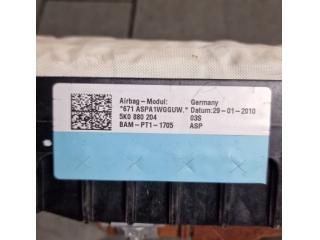 Airbag-Modul: Germany
"671 ASPA1WGGUW." Datum:29-01-2010
5K0 880 204 03S
BAM-PT1-1705 ASP